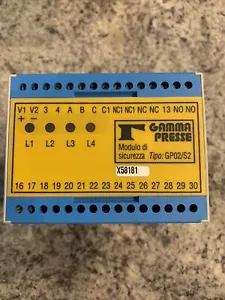 V1 V2 3 4 A B C C1 NC1 NC1 NC NC 13 NO NO
+ −
GAMMA
PRESSE
L1 L2 L3 L4
Modulo di
sicurezza Tipo: GP02/S2
X58181
16 17 18 19 20 21 22 23 24 25 26 27 28 29 30